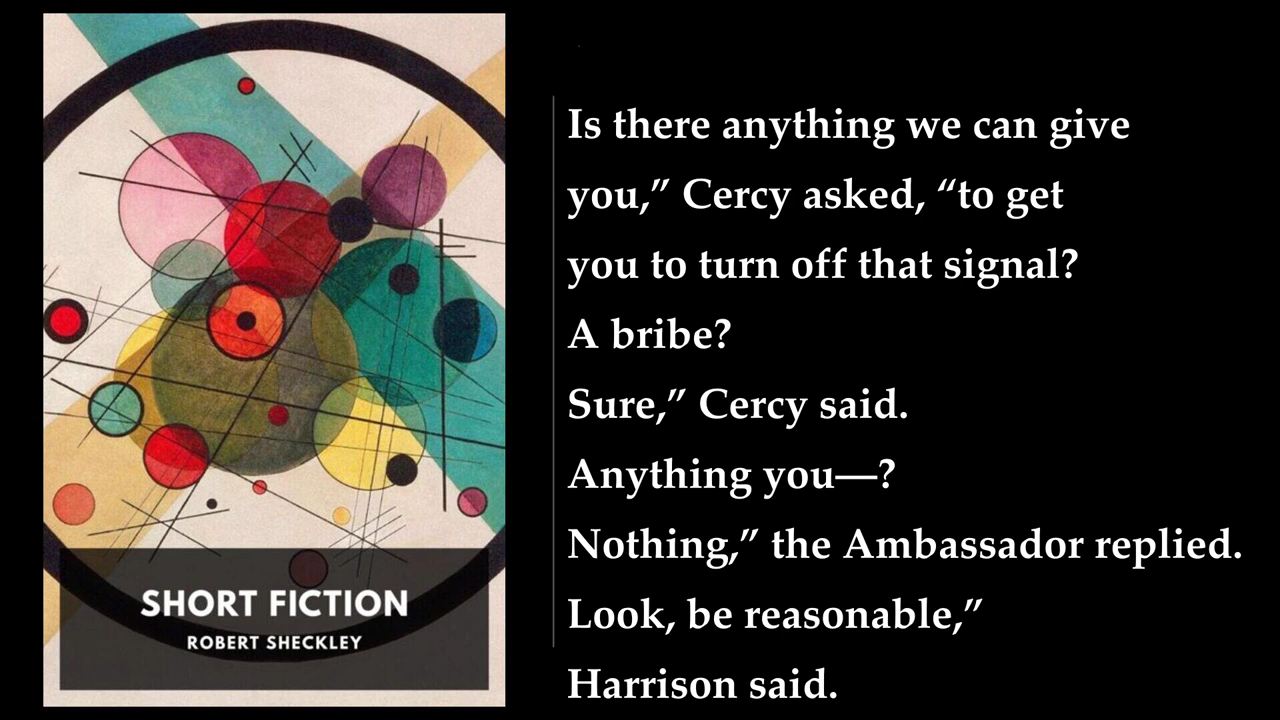 SHORT FICTION
ROBERT SHECKLEY
Is there anything we can give
you,” Cercy asked, “to get
you to turn off that signal?
A bribe?
Sure,” Cercy said.
Anything you—?
Nothing,” the Ambassador replied.
Look, be reasonable,”
Harrison said.